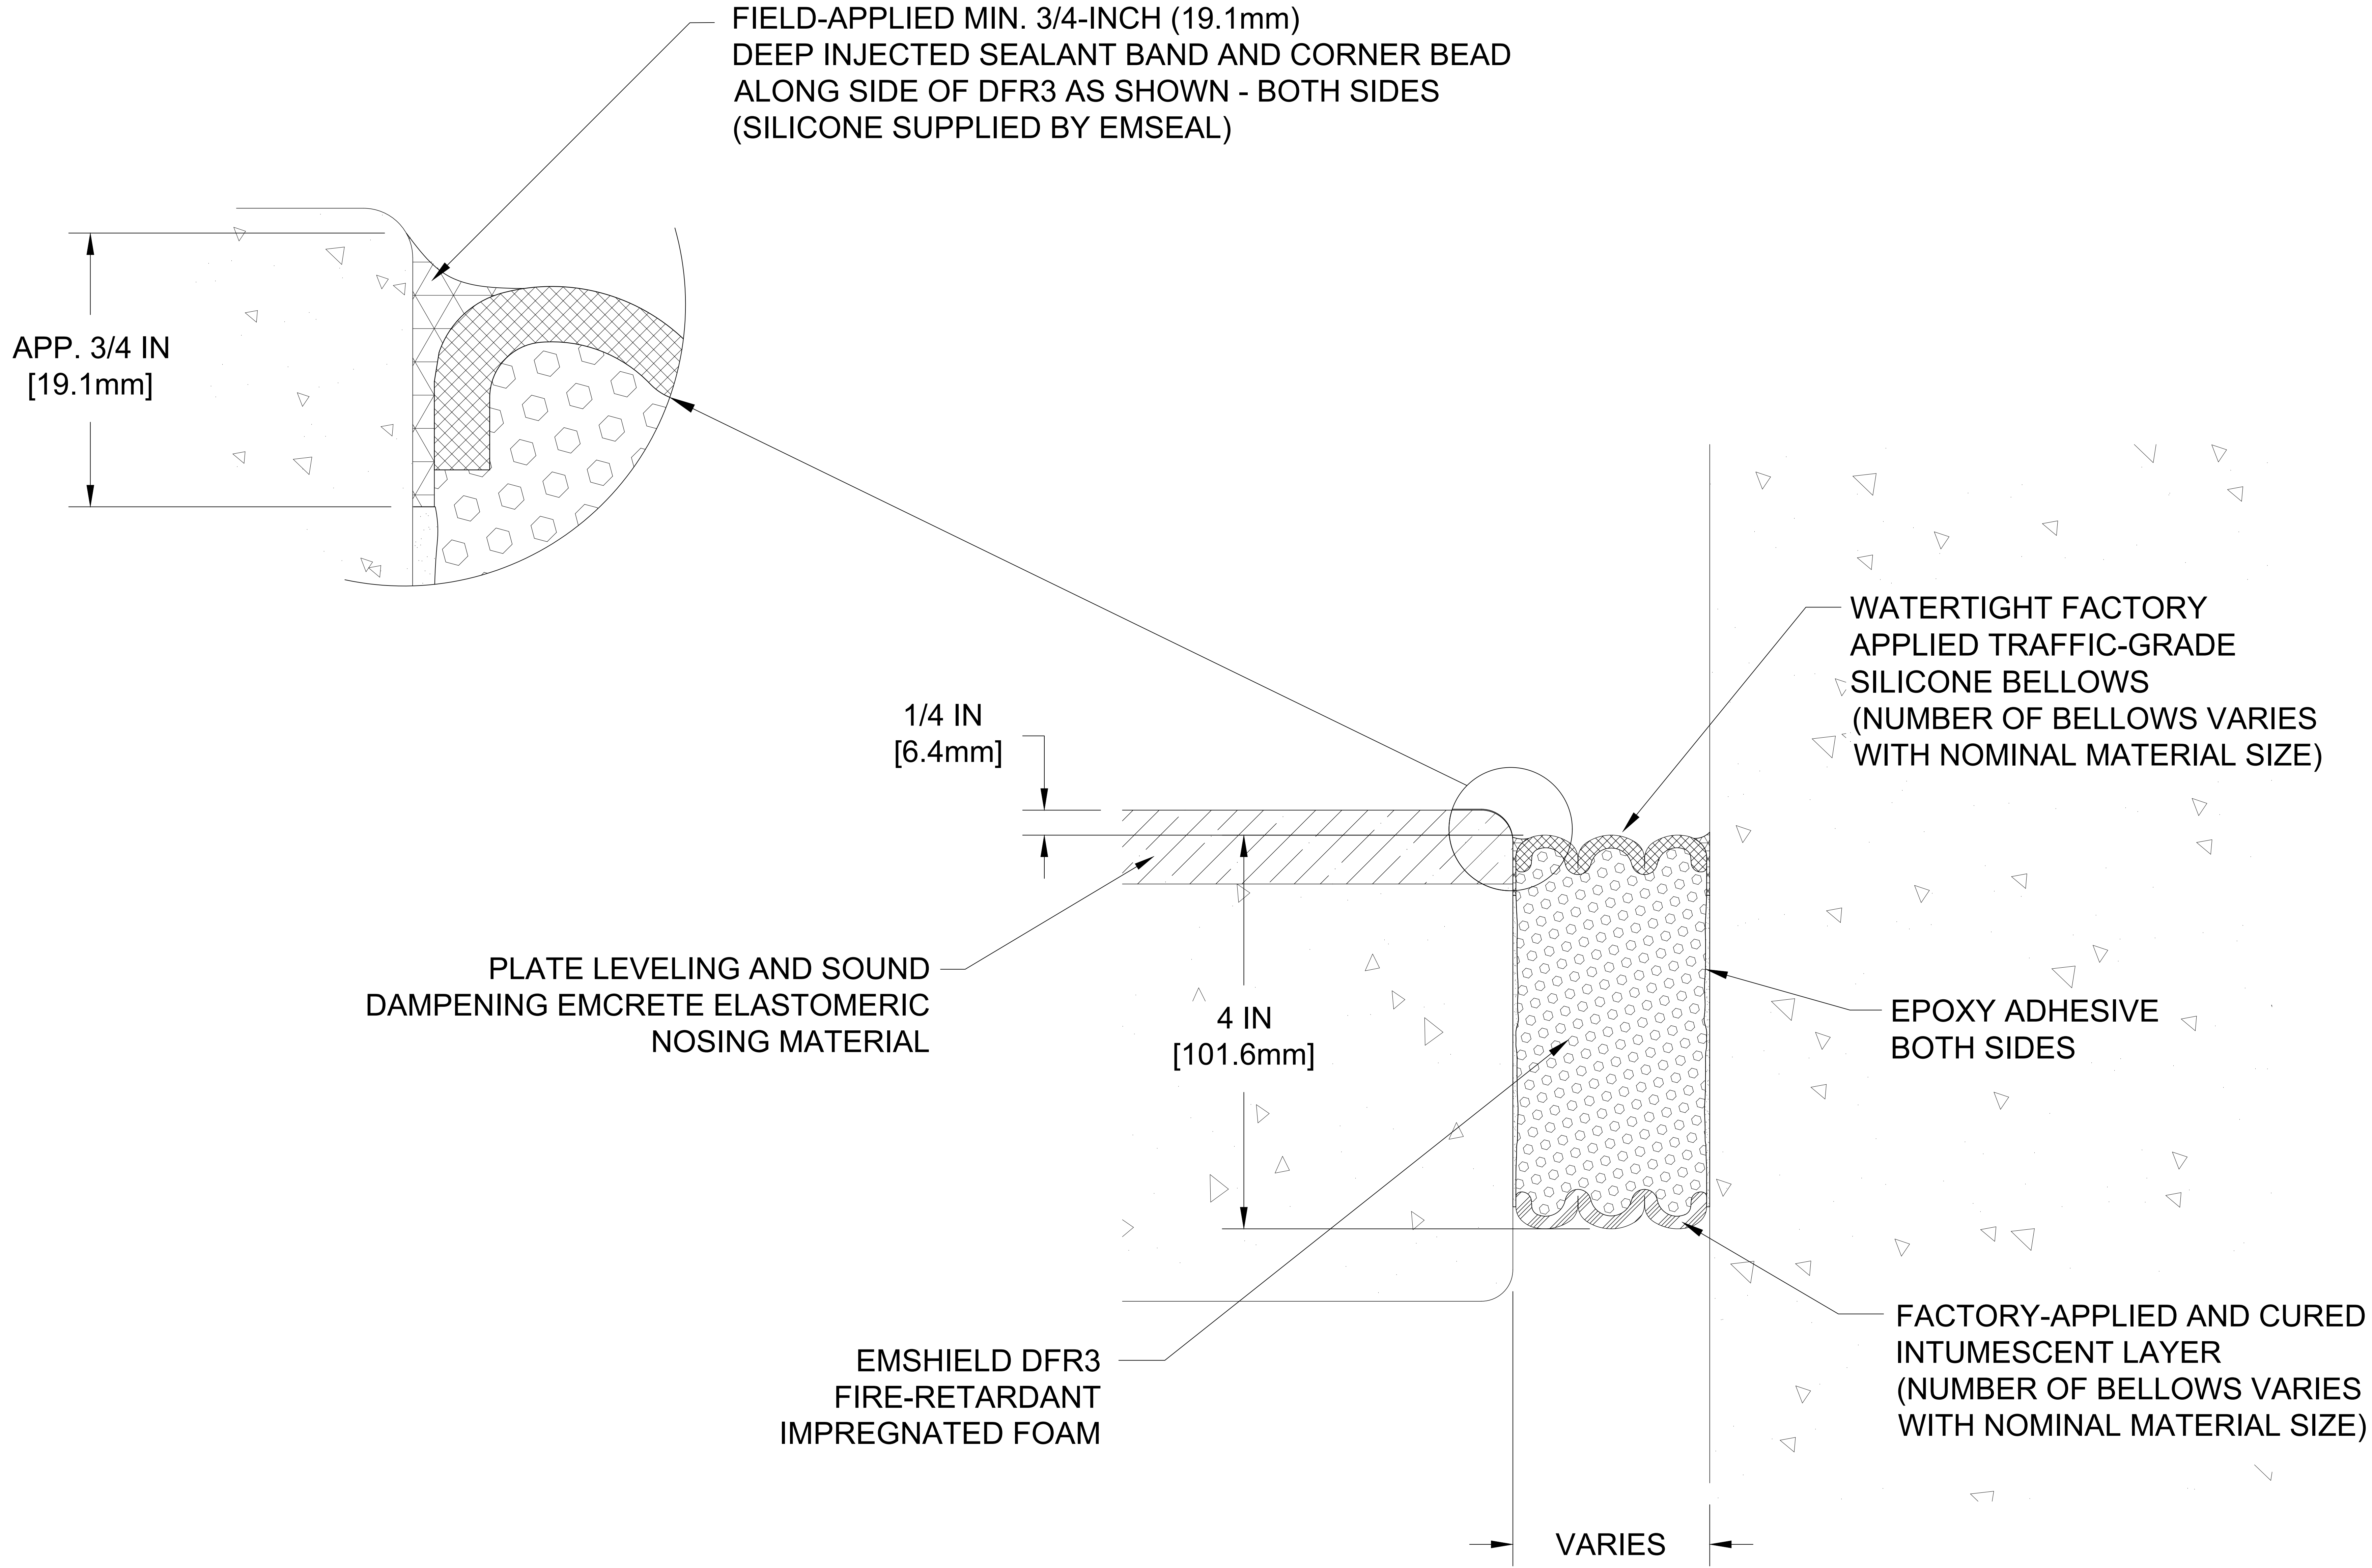 FIELD-APPLIED MIN. 3/4-INCH (19.1mm)
DEEP INJECTED SEALANT BAND AND CORNER BEAD
ALONG SIDE OF DFR3 AS SHOWN - BOTH SIDES
(SILICONE SUPPLIED BY EMSEAL)
APP. 3/4 IN
[19.1mm]
WATERTIGHT FACTORY
APPLIED TRAFFIC-GRADE
SILICONE BELLOWS
(NUMBER OF BELLOWS VARIES
WITH NOMINAL MATERIAL SIZE)
1/4 IN
[6.4mm]
PLATE LEVELING AND SOUND
DAMPENING EMCRETE ELASTOMERIC
NOSING MATERIAL
4 IN
[101.6mm]
EPOXY ADHESIVE
BOTH SIDES
EMSHIELD DFR3
FIRE-RETARDANT
IMPREGNATED FOAM
FACTORY-APPLIED AND CURED
INTUMESCENT LAYER
(NUMBER OF BELLOWS VARIES
WITH NOMINAL MATERIAL SIZE)
VARIES